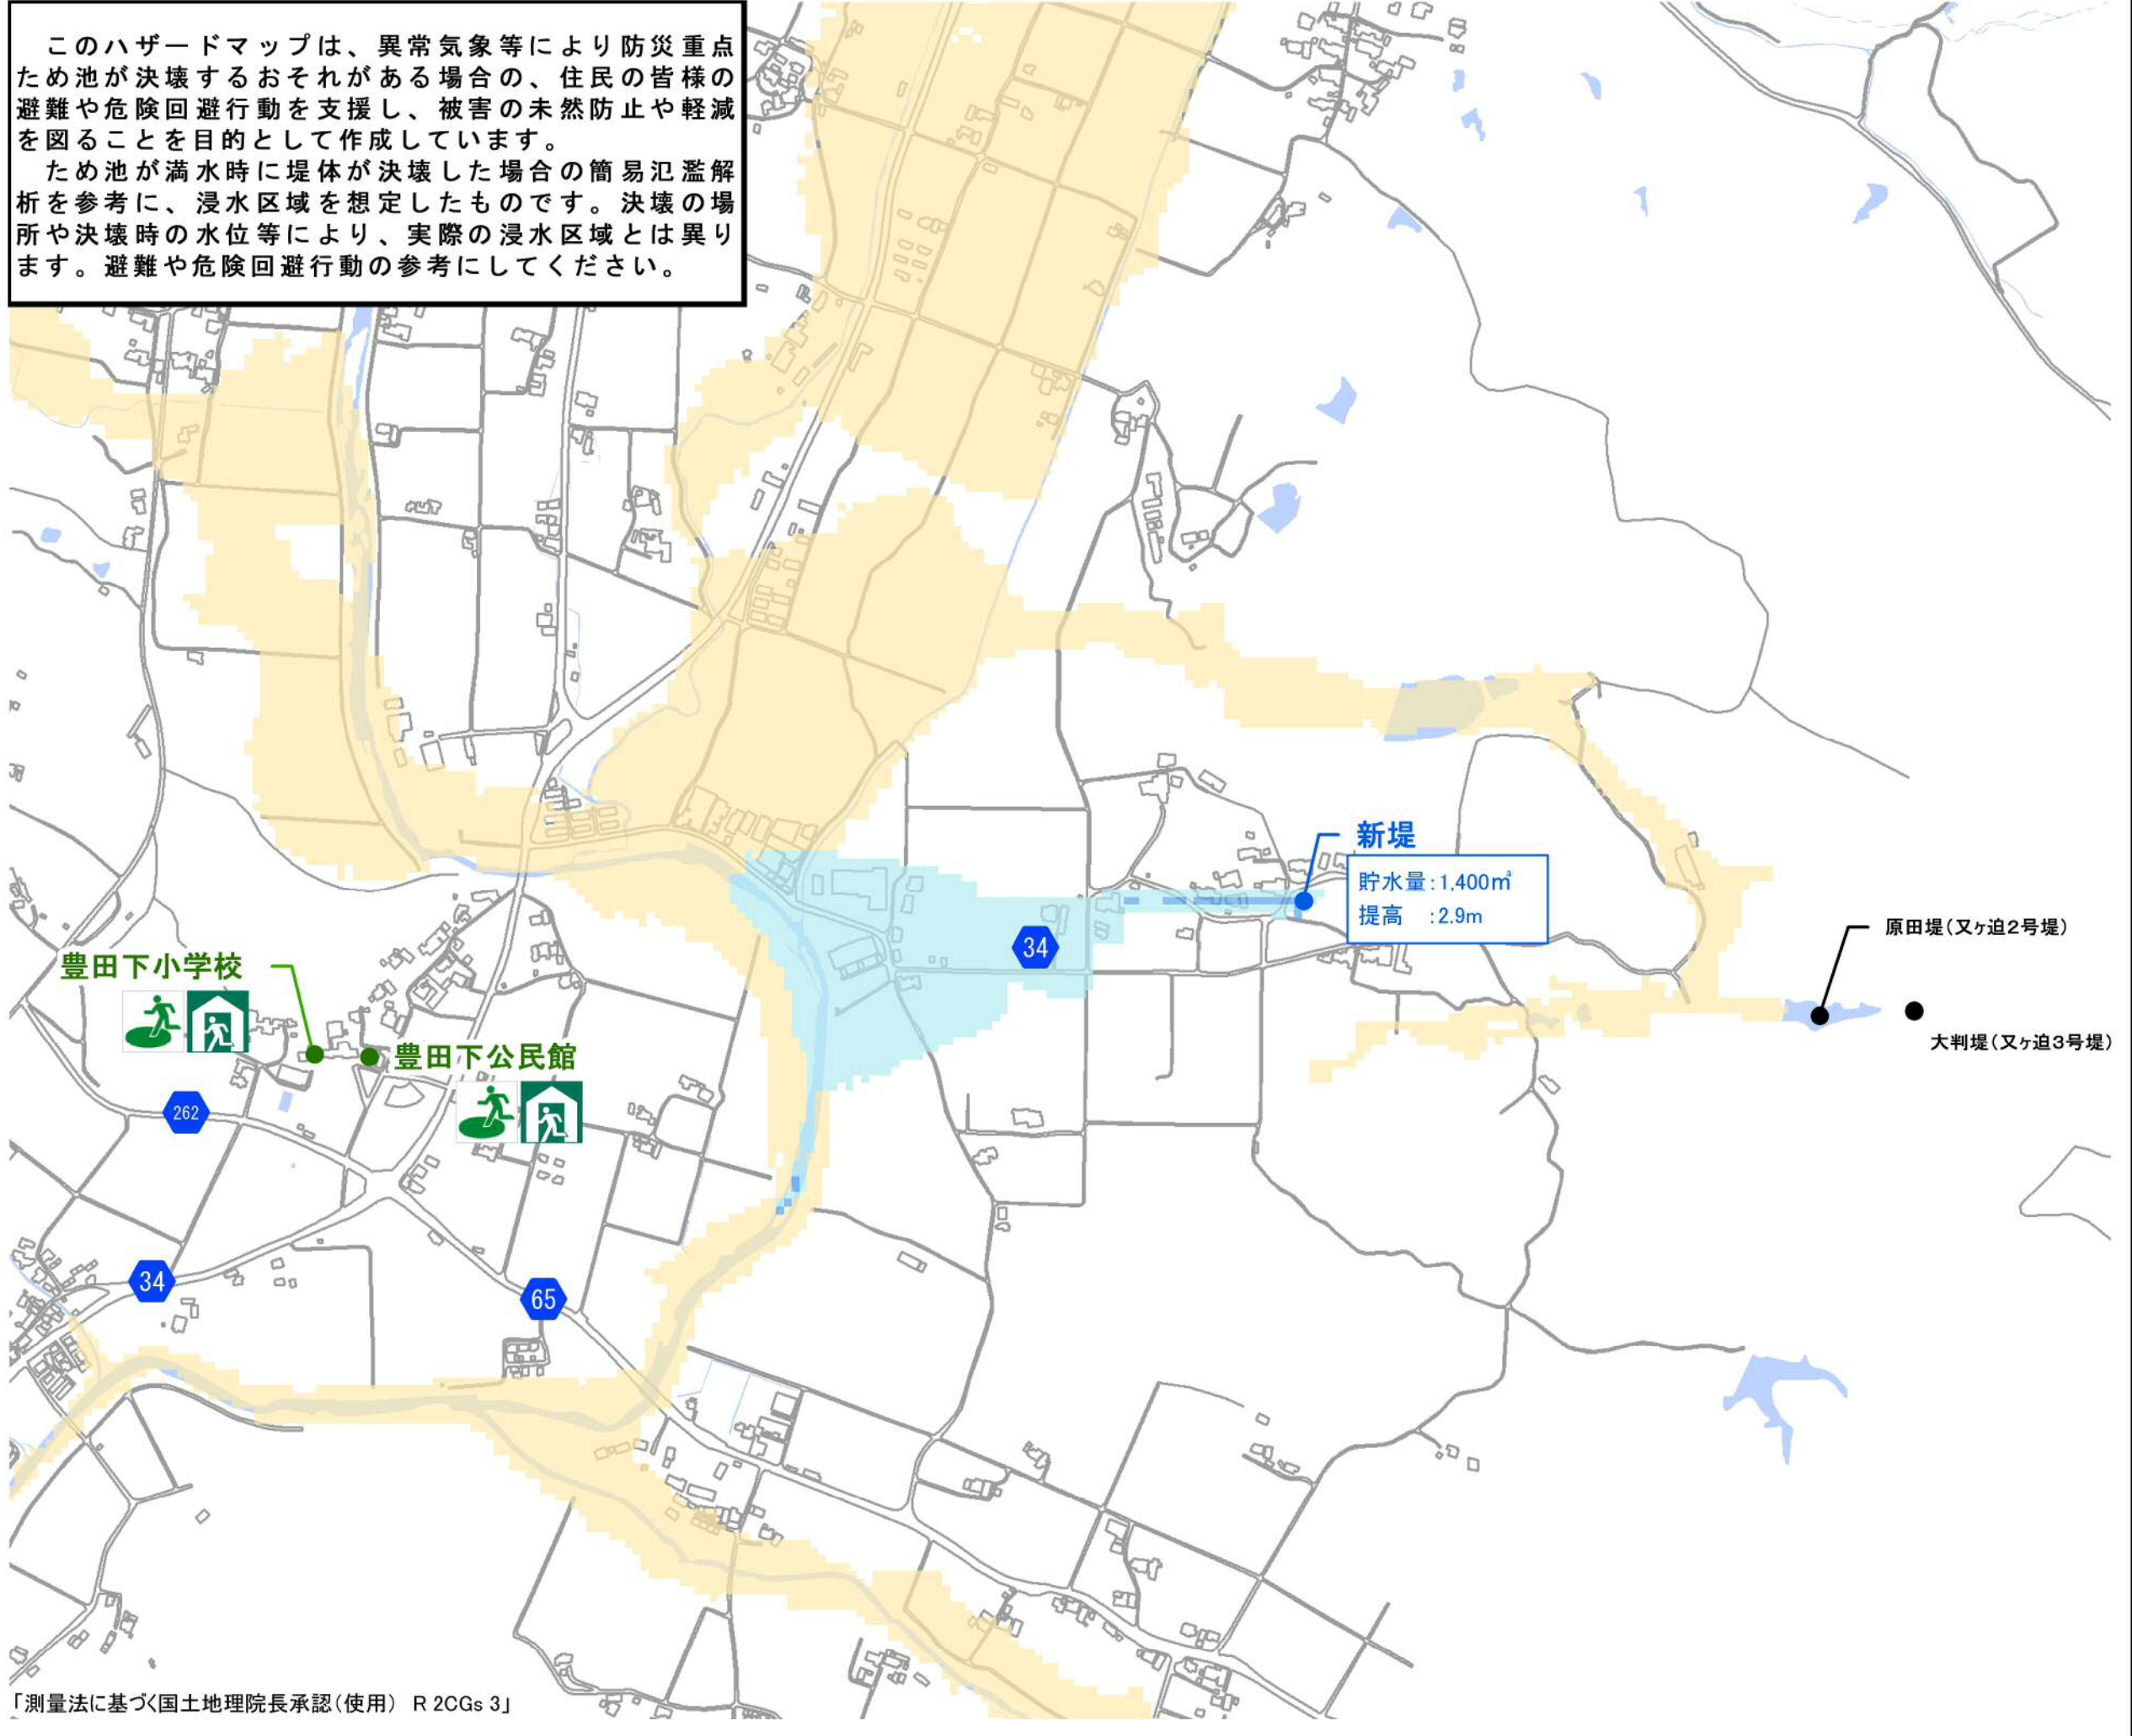 このハザードマップは、異常気象等により防災重点
ため池が決壊するおそれがある場合の、住民の皆様の
避難や危険回避行動を支援し、被害の未然防止や軽減
を図ることを目的として作成しています。
ため池が満水時に堤体が決壊した場合の簡易氾濫解
析を参考に、浸水区域を想定したものです。決壊の場
所や決壊時の水位等により、実際の浸水区域とは異り
ます。避難や危険回避行動の参考にしてください。
新堤
貯水量:1,400㎥
提高 :2.9m
原田堤(又ヶ迫2号堤)
34
豊田下小学校
大判堤(又ヶ迫3号堤)
豊田下公民館
262
34
65
「測量法に基づく国土地理院長承認(使用) R 2CGs 3」